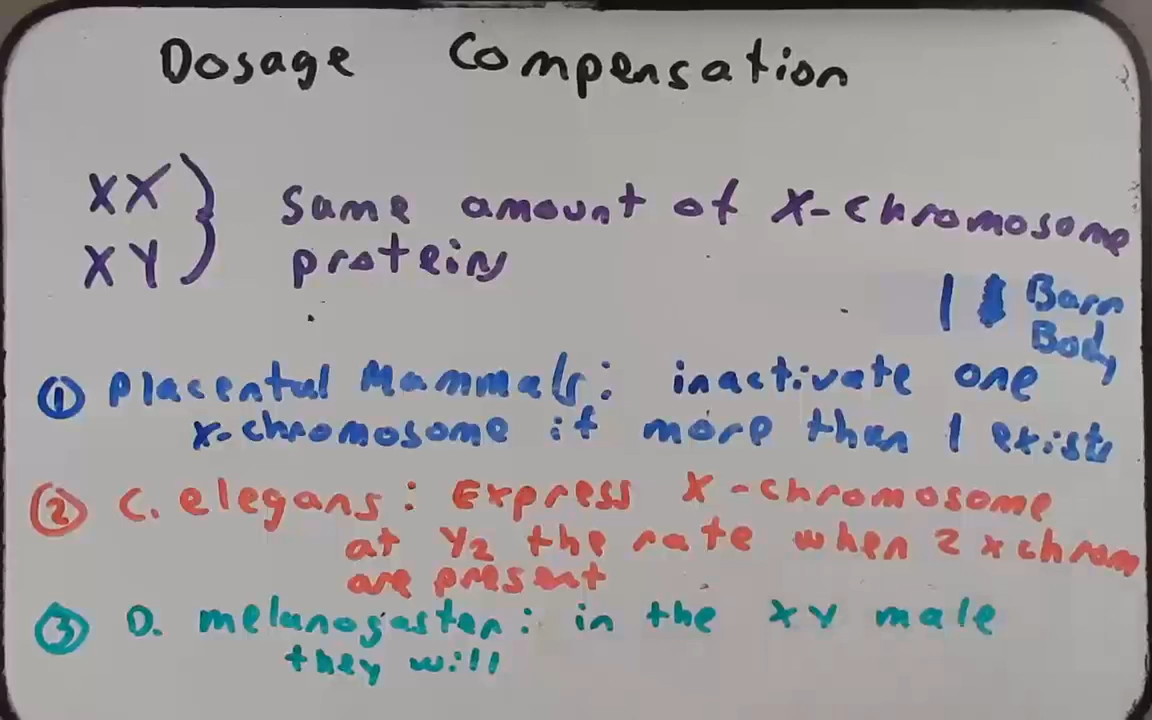 Dosage Compensation
XX
XY
same amount of X-chromosome
proteins
Barr
Body
① Placental Mammals: inactivate one
x-chromosome if more than 1 exists
② C. elegans: Express X-chromosome
at 1/2 the rate when 2 x chrom
are present
③ D. melanogaster: in the XY male
they will